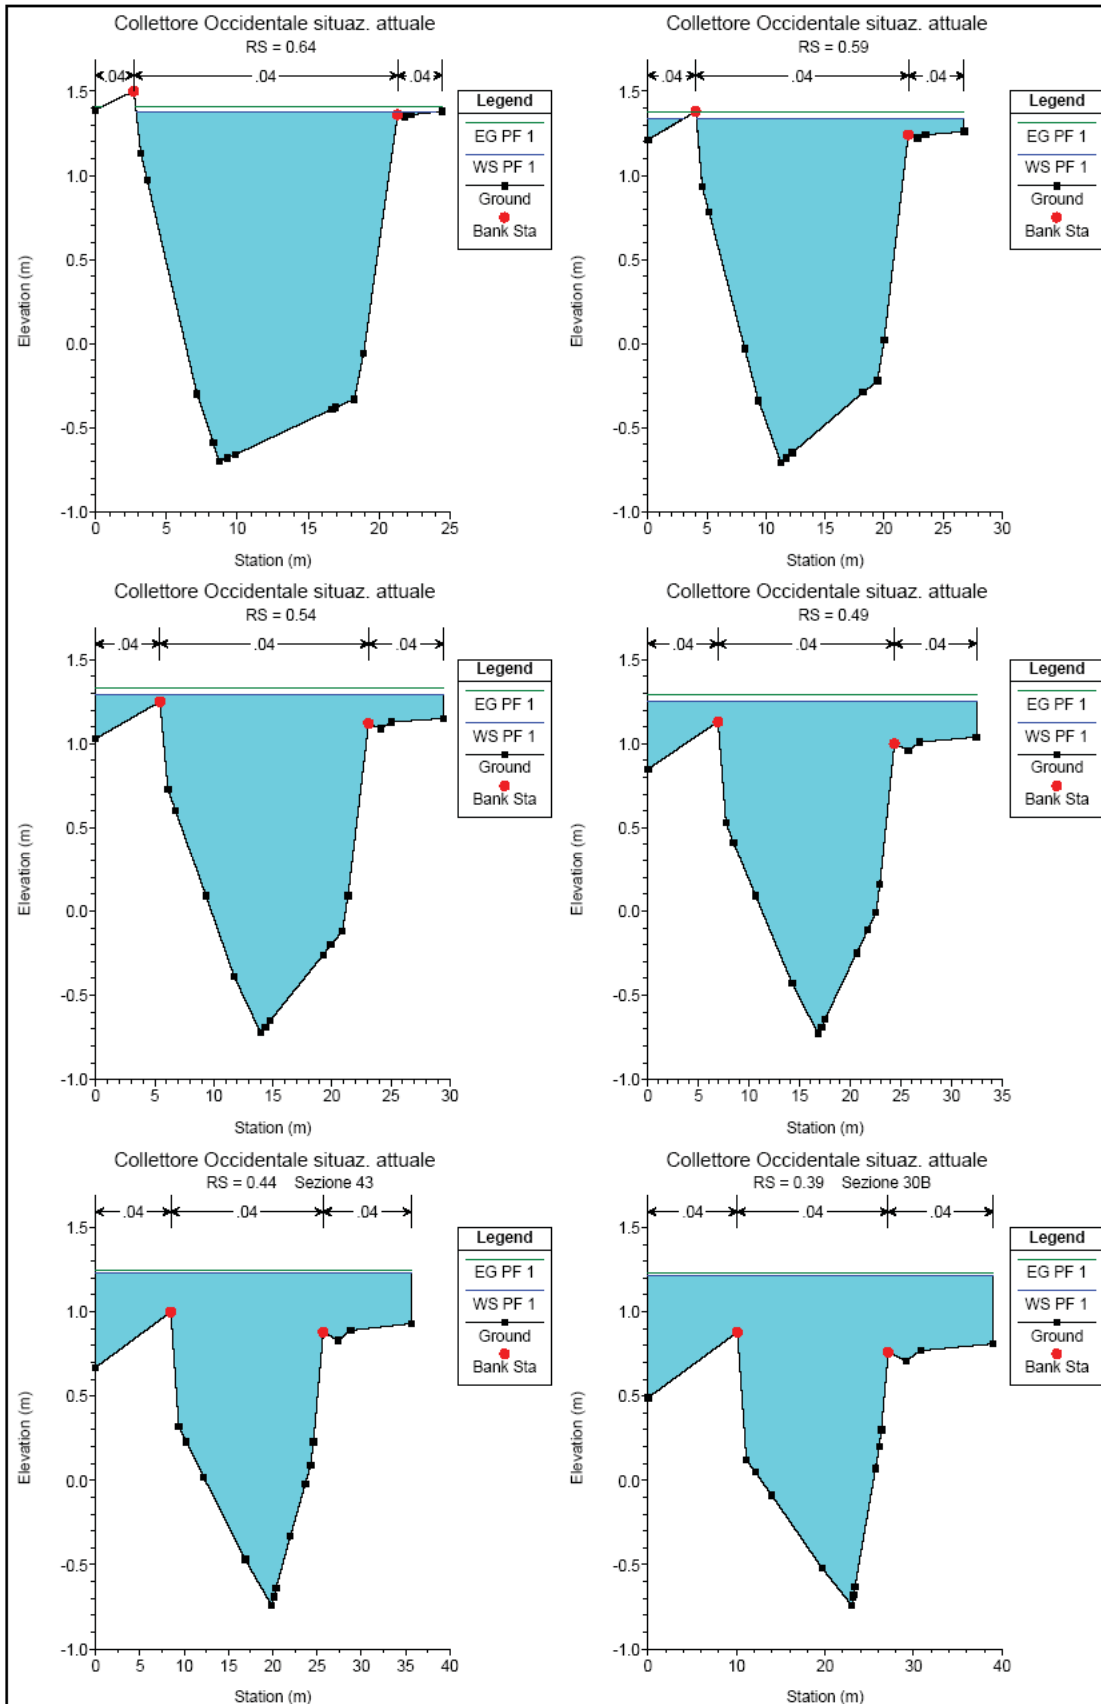 Collettore Occidentale situaz. attuale
RS = 0.64
.04
.04
.04
1.5
1.0
0.5
0.0
-0.5
-1.0
Elevation (m)
0
5
10
15
20
25
Station (m)
Legend
EG PF 1
WS PF 1
Ground
Bank Sta
Collettore Occidentale situaz. attuale
RS = 0.59
.04
.04
.04
1.5
1.0
0.5
0.0
-0.5
-1.0
Elevation (m)
0
5
10
15
20
25
30
Station (m)
Legend
EG PF 1
WS PF 1
Ground
Bank Sta
Collettore Occidentale situaz. attuale
RS = 0.54
.04
.04
.04
1.5
1.0
0.5
0.0
-0.5
-1.0
Elevation (m)
0
5
10
15
20
25
30
Station (m)
Legend
EG PF 1
WS PF 1
Ground
Bank Sta
Collettore Occidentale situaz. attuale
RS = 0.49
.04
.04
.04
1.5
1.0
0.5
0.0
-0.5
-1.0
Elevation (m)
0
5
10
15
20
25
30
35
Station (m)
Legend
EG PF 1
WS PF 1
Ground
Bank Sta
Collettore Occidentale situaz. attuale
RS = 0.44 Sezione 43
.04
.04
.04
1.5
1.0
0.5
0.0
-0.5
-1.0
Elevation (m)
0
5
10
15
20
25
30
35
40
Station (m)
Legend
EG PF 1
WS PF 1
Ground
Bank Sta
Collettore Occidentale situaz. attuale
RS = 0.39 Sezione 30B
.04
.04
.04
1.5
1.0
0.5
0.0
-0.5
-1.0
Elevation (m)
0
10
20
30
40
Station (m)
Legend
EG PF 1
WS PF 1
Ground
Bank Sta